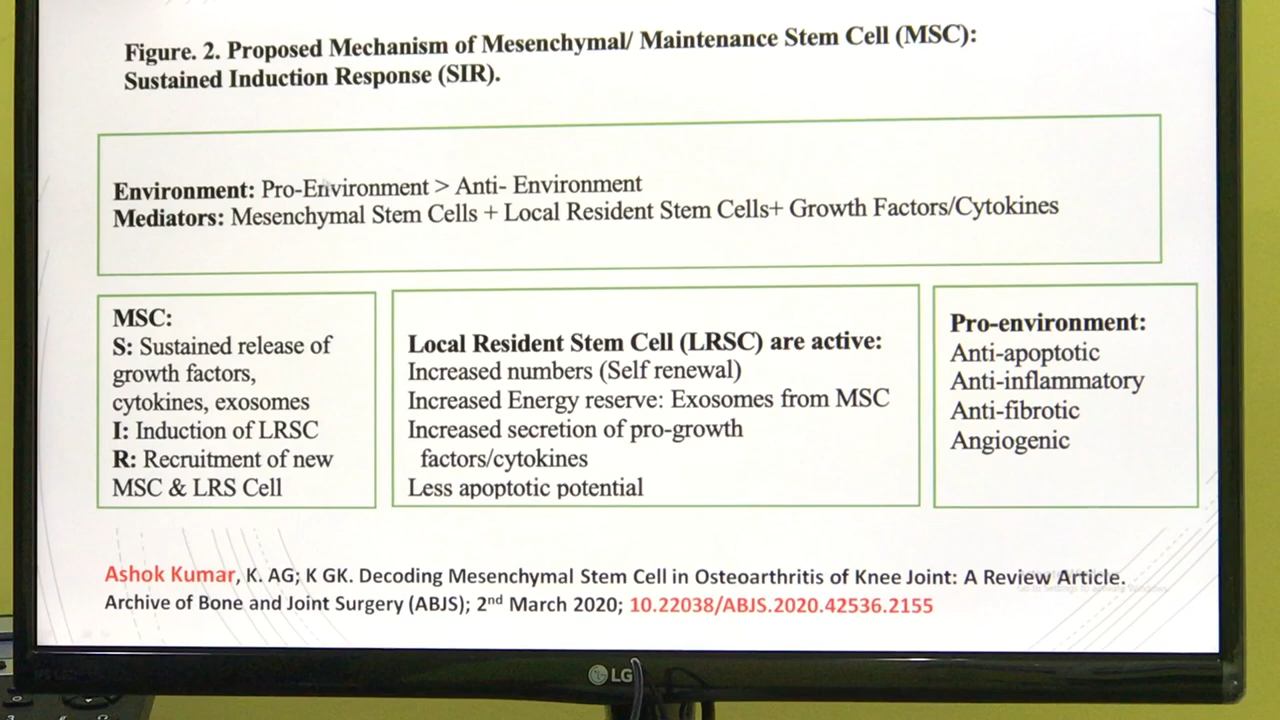 Figure. 2. Proposed Mechanism of Mesenchymal/ Maintenance Stem Cell (MSC):
Sustained Induction Response (SIR).
Environment: Pro-Environment > Anti- Environment
Mediators: Mesenchymal Stem Cells + Local Resident Stem Cells+ Growth Factors/Cytokines
MSC:
S: Sustained release of
growth factors,
cytokines, exosomes
I: Induction of LRSC
R: Recruitment of new
MSC & LRS Cell
Local Resident Stem Cell (LRSC) are active:
Increased numbers (Self renewal)
Increased Energy reserve: Exosomes from MSC
Increased secretion of pro-growth
factors/cytokines
Less apoptotic potential
Pro-environment:
Anti-apoptotic
Anti-inflammatory
Anti-fibrotic
Angiogenic
Ashok Kumar, K. AG; K GK. Decoding Mesenchymal Stem Cell in Osteoarthritis of Knee Joint: A Review Article.
Archive of Bone and Joint Surgery (ABJS); 2nd March 2020; 10.22038/ABJS.2020.42536.2155
LG